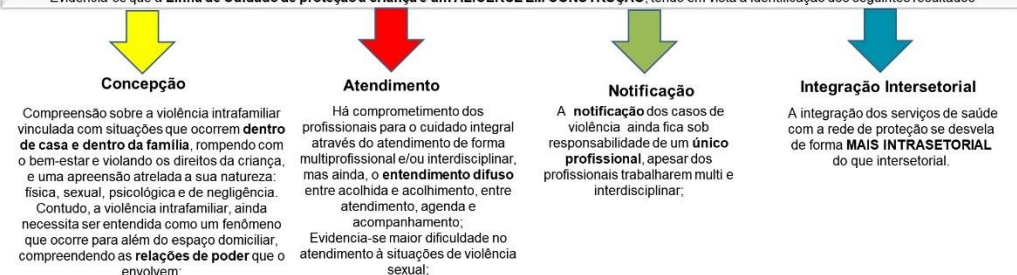 Evidencia-se que a Linha de Cuidado de proteção à criança é um ALICERCE EM CONSTRUÇÃO, tendo em vista a identificação dos seguintes resultados
Concepção
Compreensão sobre a violência intrafamiliar
vinculada com situações que ocorrem dentro
de casa e dentro da família, rompendo com
o bem-estar e violando os direitos da criança,
e uma apreensão atrelada a sua natureza:
física, sexual, psicológica e de negligência.
Contudo, a violência intrafamiliar, ainda
necessita ser entendida como um fenômeno
que ocorre para além do espaço domiciliar,
compreendendo as relações de poder que o
envolvem;
Atendimento
Há comprometimento dos
profissionais para o cuidado integral
através do atendimento de forma
multiprofissional e/ou interdisciplinar,
mas ainda, o entendimento difuso
entre acolhida e acolhimento, entre
atendimento, agenda e
acompanhamento;
Evidencia-se maior dificuldade no
atendimento à situações de violência
sexual;
Notificação
A notificação dos casos de
violência ainda fica sob
responsabilidade de um único
profissional, apesar dos
profissionais trabalharem multi e
interdisciplinar;
Integração Intersetorial
A integração dos serviços de saúde
com a rede de proteção se desvela
de forma MAIS INTRASETORIAL
do que intersetorial.